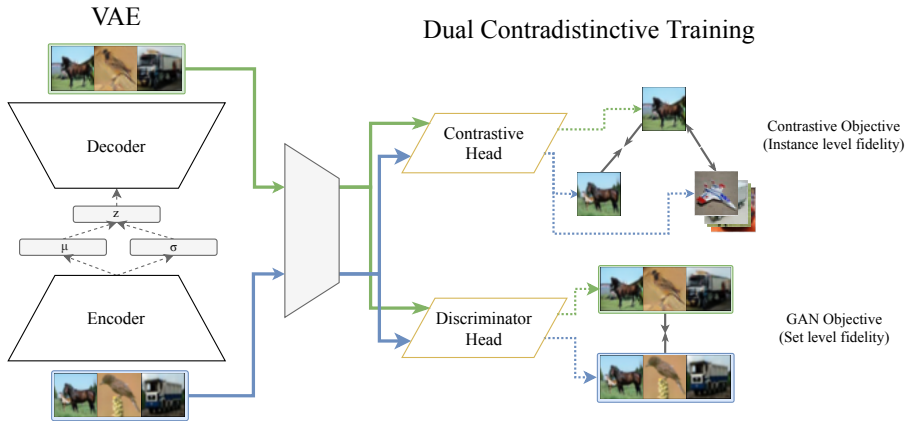 VAE
Dual Contradistinctive Training
Decoder
z
μ
σ
Encoder
Contrastive
Head
Contrastive Objective
(Instance level fidelity)
Discriminator
Head
GAN Objective
(Set level fidelity)